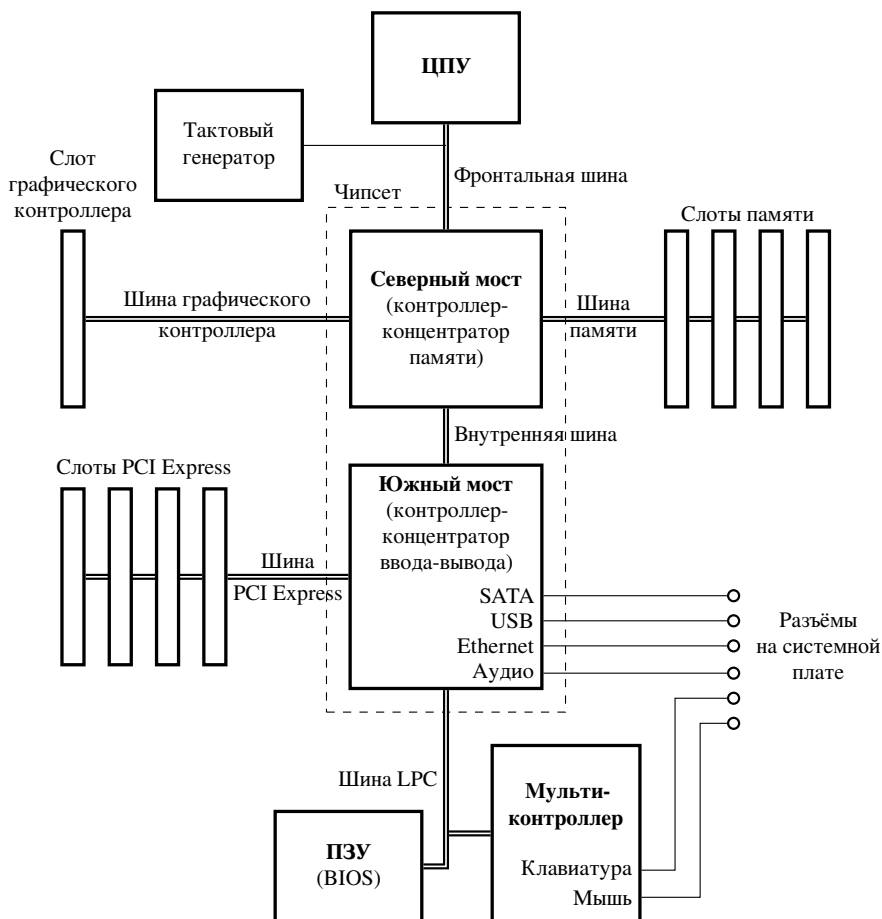 ЦПУ
Тактовый
генератор
Слот
графического
контроллера
Фронтальная шина
Чипсет
Слоты памяти
Северный мост
(контроллер-
концентратор
памяти)
Шина графического
контроллера
Шина
памяти
Внутренняя шина
Слоты PCI Express
Южный мост
(контроллер-
концентратор
ввода-вывода)
Шина
PCI Express
SATA
USB
Ethernet
Аудио
Разъёмы
на системной
плате
Шина LPC
Мульти-
контроллер
ПЗУ
(BIOS)
Клавиатура
Мышь